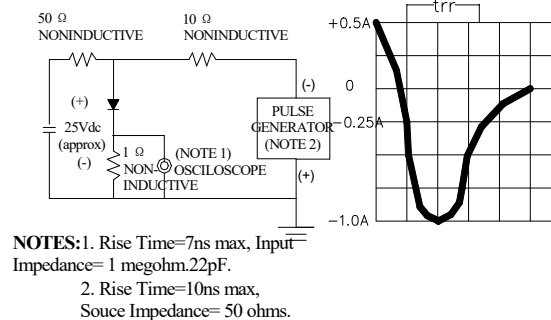 trr
50 Ω
NONINDUCTIVE
10 Ω
NONINDUCTIVE
+0.5A
(+)
25Vdc
(approx)
(-)
1 Ω
NON-
INDUCTIVE
(NOTE 1)
OSCILOSCOPE
(-)
PULSE
GENERATOR
(NOTE 2)
(+)
0
-0.25A
-1.0A
NOTES:1. Rise Time=7ns max, Input
Impedance= 1 megohm.22pF.
2. Rise Time=10ns max,
Souce Impedance= 50 ohms.